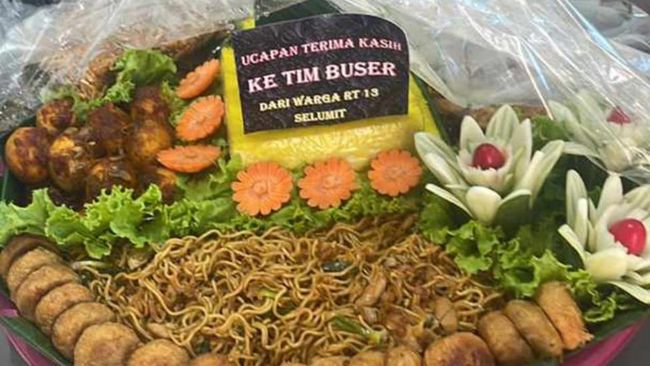 UCAPAN TERIMA KASIH
KE TIM BUSER
DARI WARGA RT 13
SELUMIT